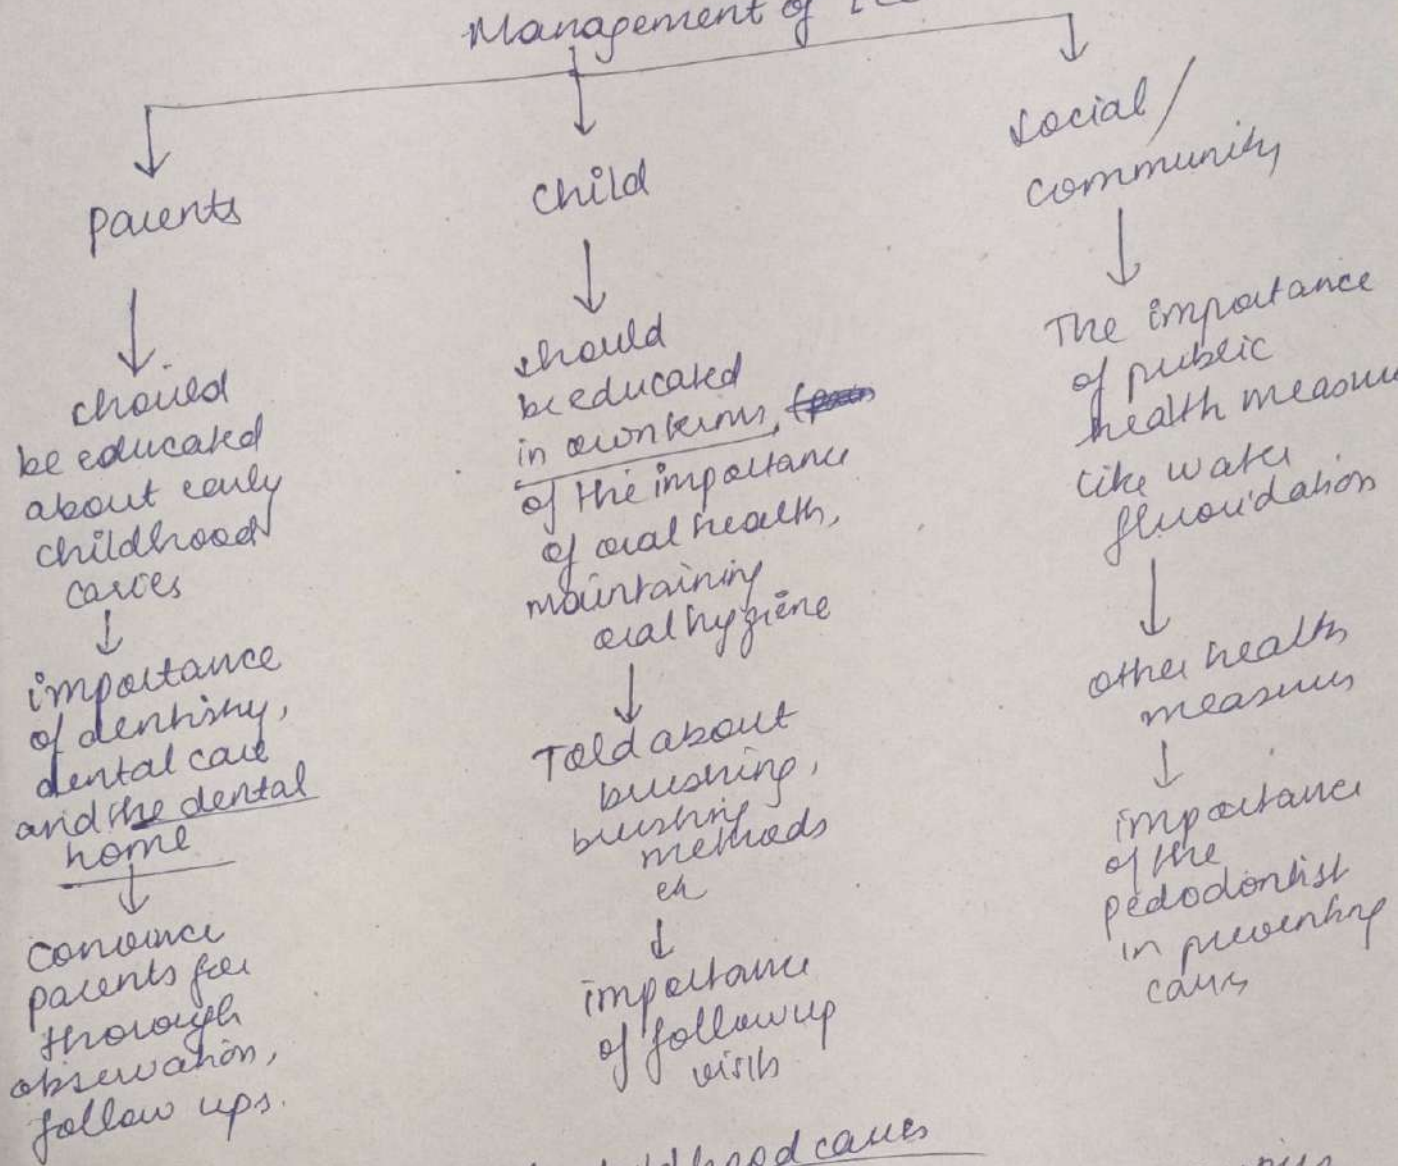 Management of
Parents
should
be educated
about early
childhood
caries
importance
of dentistry,
dental care
and the dental
home
convince
parents for
thorough
observation,
follow ups.
Child
should
be educated
in own terms,
of the importance
of oral health,
maintaining
oral hygiene
Told about
brushing,
brushing
methods
etc
importance
of followup
visits
Social/
community
The importance
of public
health measures
like water
fluoridation
other health
measures
importance
of the
pedodontist
in preventing
caries
childhood caries